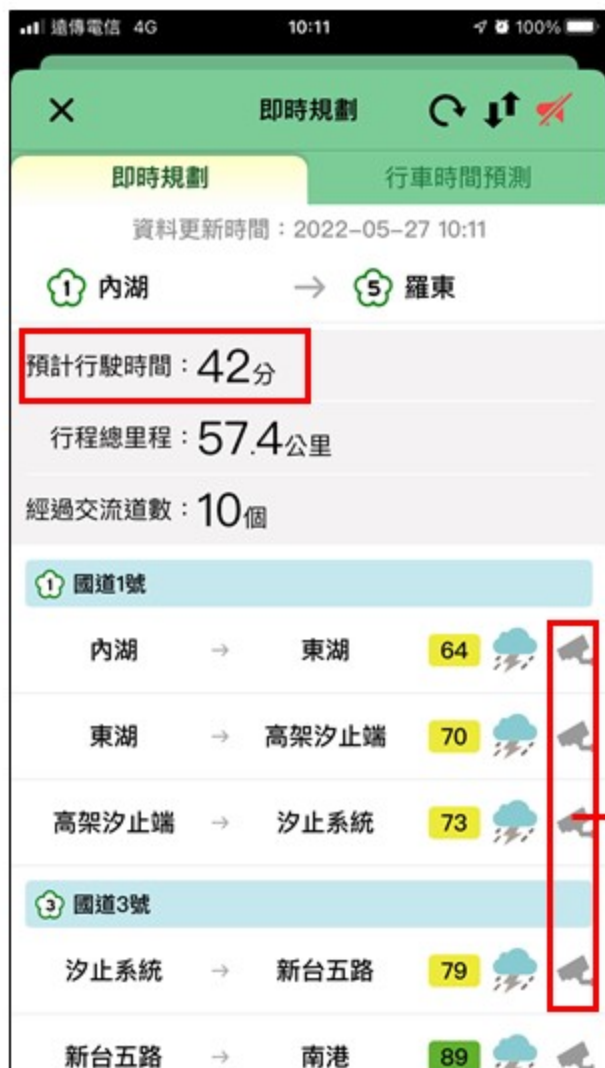 遠傳電信 4G 10:11 100%
即時規劃
即時規劃 行車時間預測
資料更新時間：2022-05-27 10:11
1 內湖 → 5 羅東
預計行駛時間：42分
行程總里程：57.4公里
經過交流道數：10個
1 國道1號
內湖 → 東湖 64
東湖 → 高架汐止端 70
高架汐止端 → 汐止系統 73
3 國道3號
汐止系統 → 新台五路 79
新台五路 → 南港 89